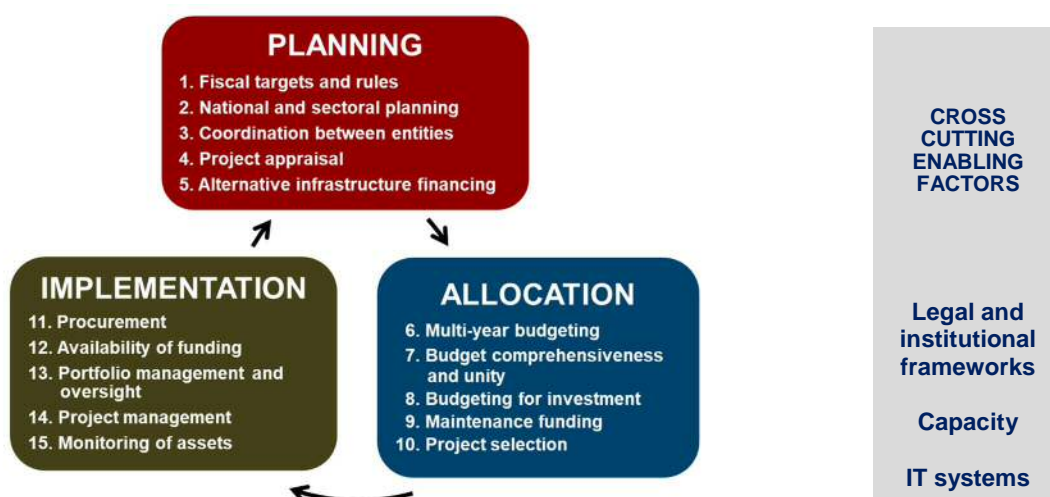 PLANNING
1. Fiscal targets and rules
2. National and sectoral planning
3. Coordination between entities
4. Project appraisal
5. Alternative infrastructure financing
IMPLEMENTATION
11. Procurement
12. Availability of funding
13. Portfolio management and
oversight
14. Project management
15. Monitoring of assets
ALLOCATION
6. Multi-year budgeting
7. Budget comprehensiveness
and unity
8. Budgeting for investment
9. Maintenance funding
10. Project selection
CROSS
CUTTING
ENABLING
FACTORS
Legal and
institutional
frameworks
Capacity
IT systems